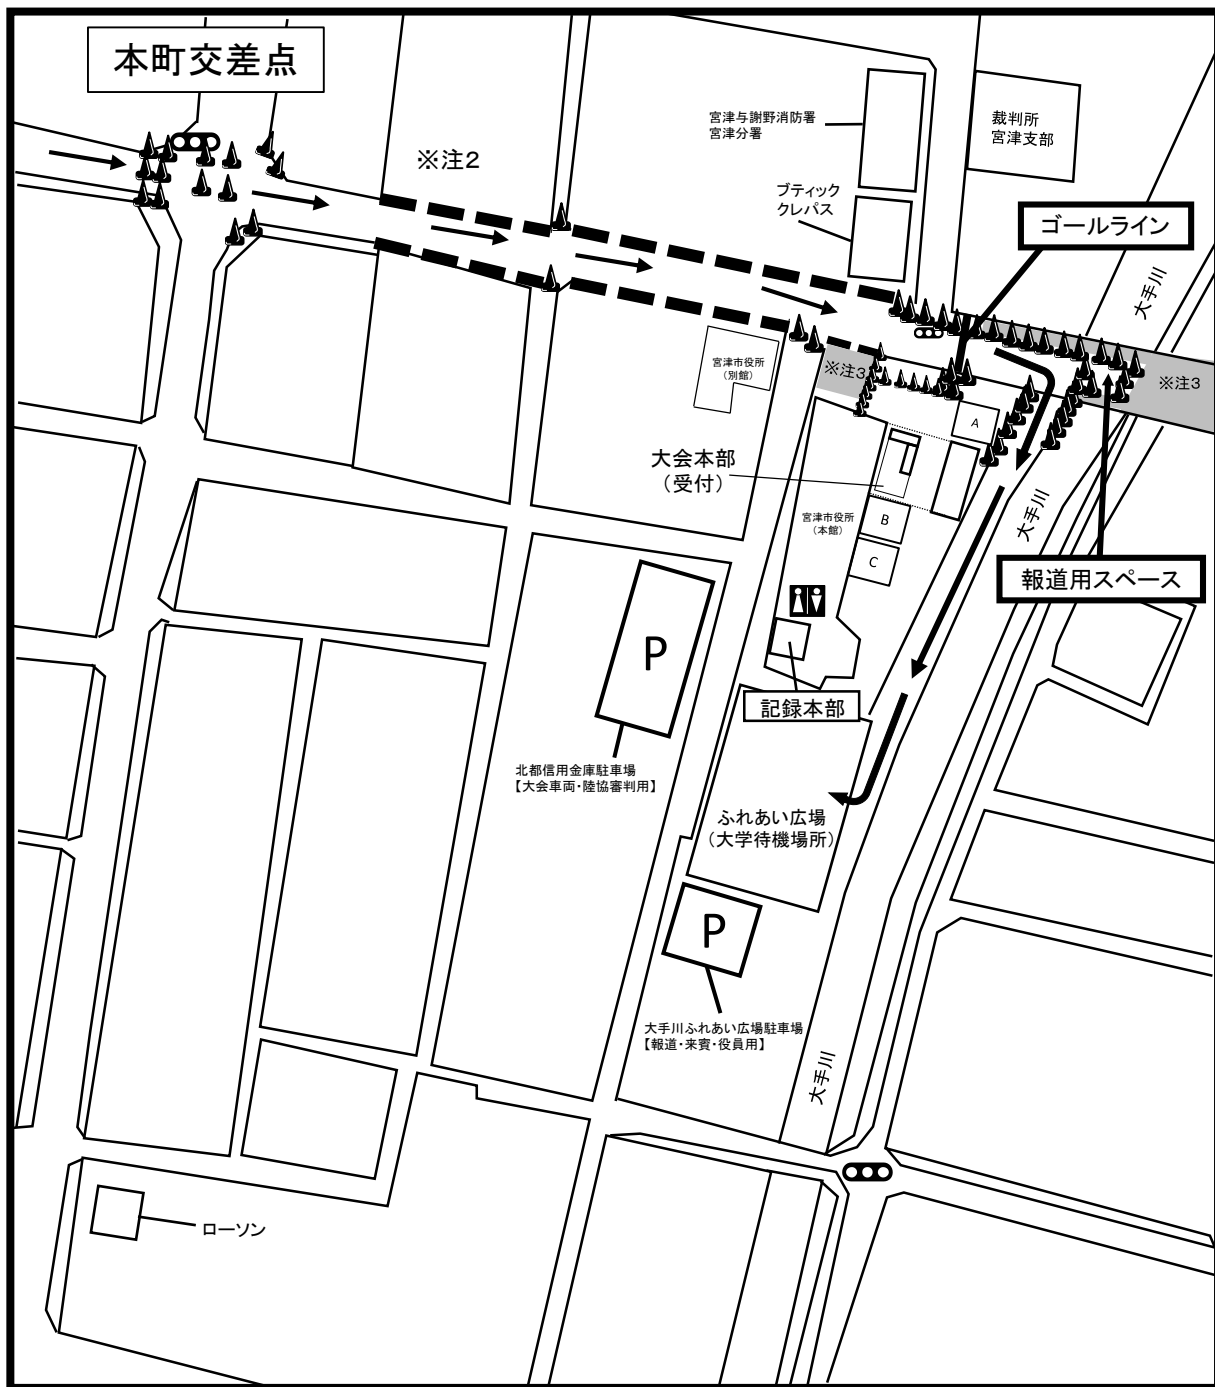 本町交差点
宮津与謝野消防署
宮津分署
裁判所
宮津支部
※注2
ブティック
クレパス
ゴールライン
大手川
宮津市役所
(別館)
※注3
※注3
A
大会本部
(受付)
宮津市役所
(本館)
B
C
大手川
報道用スペース
P
記録本部
北都信用金庫駐車場
【大会車両・陸協審判用】
ふれあい広場
(大学待機場所)
P
大手川ふれあい広場駐車場
【報道・来賓・役員用】
大手川
ローソン